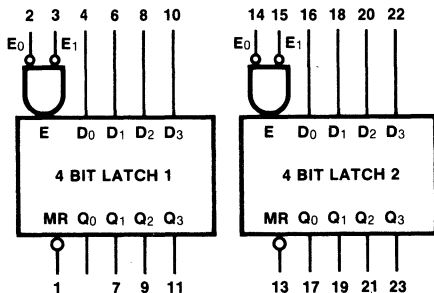 2 3 4 6 8 10 14 15 16 18 20 22
E0 E1 E0 E1
E D0 D1 D2 D3 E D0 D1 D2 D3
4 BIT LATCH 1 4 BIT LATCH 2
MR Q0 Q1 Q2 Q3 MR Q0 Q1 Q2 Q3
1 7 9 11 13 17 19 21 23